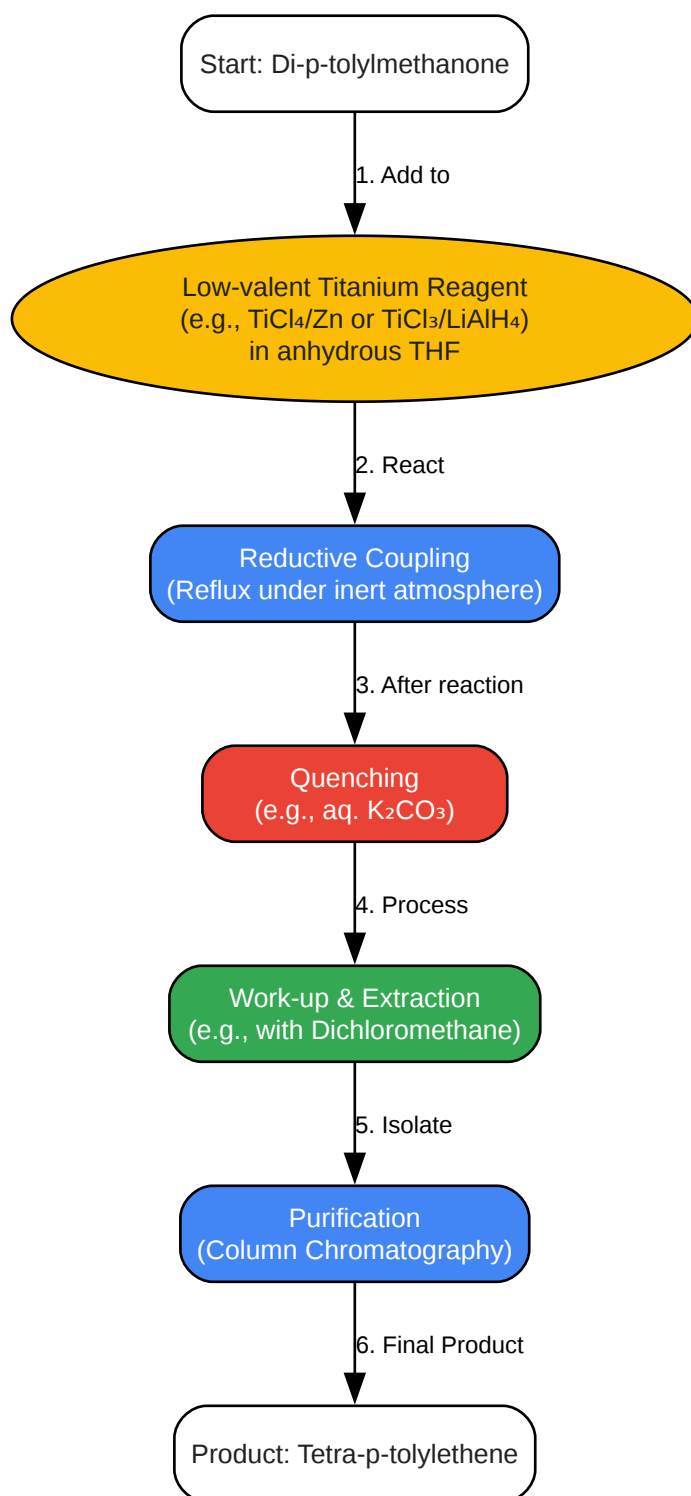 Start: Di-p-tolylmethanone
1. Add to
Low-valent Titanium Reagent
(e.g., TiCl₄/Zn or TiCl₃/LiAlH₄)
in anhydrous THF
2. React
Reductive Coupling
(Reflux under inert atmosphere)
3. After reaction
Quenching
(e.g., aq. K₂CO₃)
4. Process
Work-up & Extraction
(e.g., with Dichloromethane)
5. Isolate
Purification
(Column Chromatography)
6. Final Product
Product: Tetra-p-tolylethene